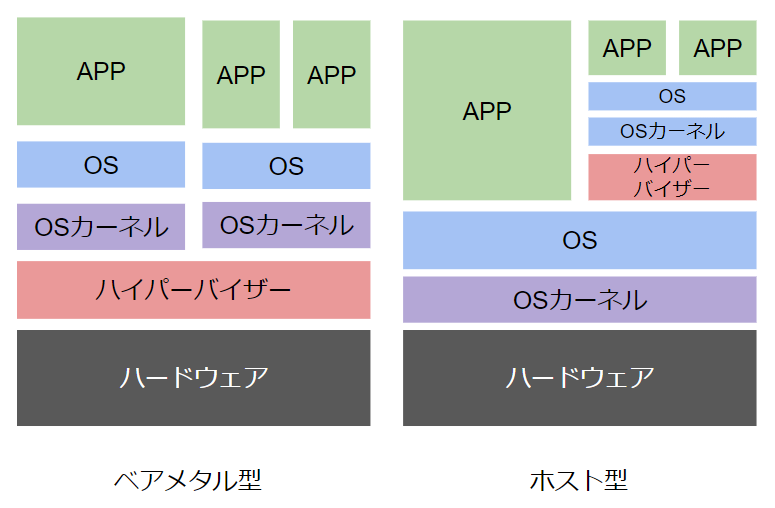 APP
APP
APP
OS
OS
OSカーネル
OSカーネル
ハイパーバイザー
ハードウェア
ベアメタル型
APP
APP
APP
OS
OSカーネル
ハイパー
バイザー
OS
OSカーネル
ハードウェア
ホスト型